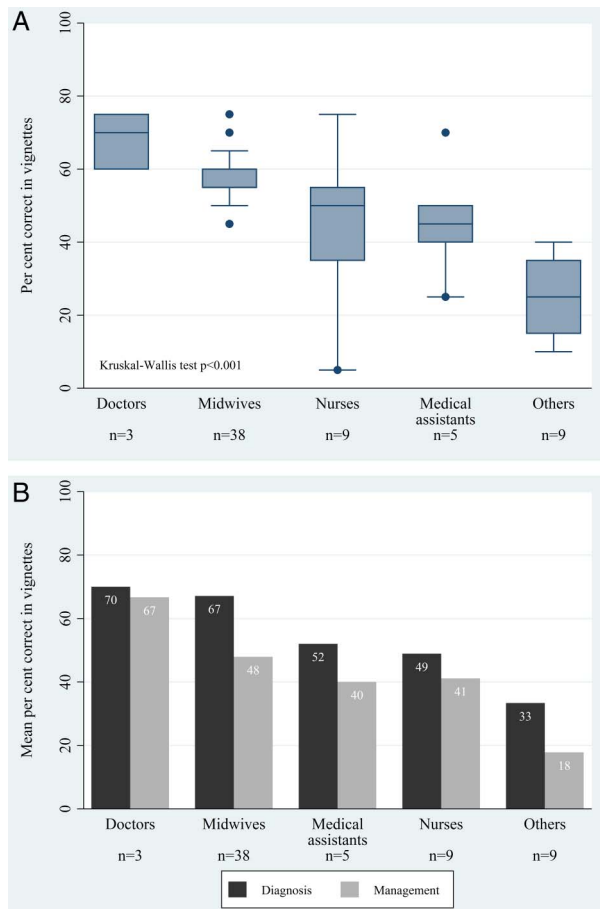 A
Per cent correct in vignettes
100
80
60
40
20
0
Kruskal-Wallis test p<0.001
Doctors
Midwives
Nurses
Medical
assistants
Others
n=3
n=38
n=9
n=5
n=9
B
Mean per cent correct in vignettes
100
80
60
40
20
0
70
67
67
48
52
40
49
41
33
18
Doctors
Midwives
Medical
assistants
Nurses
Others
n=3
n=38
n=5
n=9
n=9
Diagnosis
Management